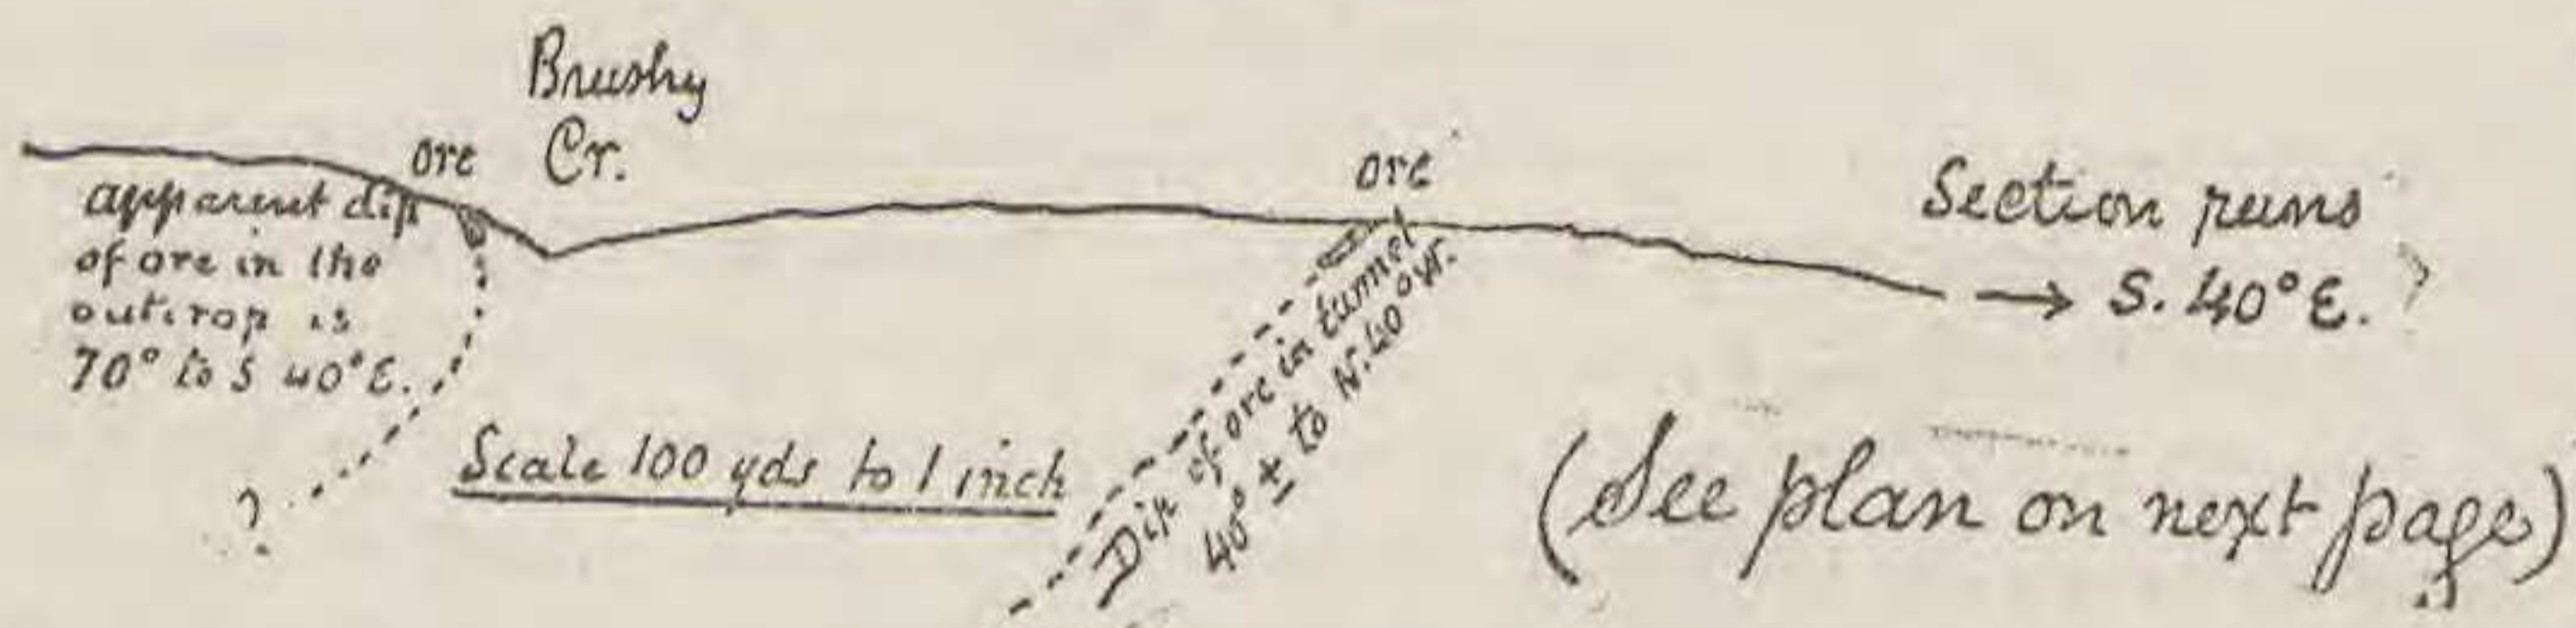 Brushy
Cr.
ore
ore
apparent dip
of ore in the
outcrop is
70° to S 40° E.
?
Scale 100 yds to 1 inch
Dip of ore in tunnel
40° ± to N. 40° W.
Section runs
→ S. 40° E.
(See plan on next page)